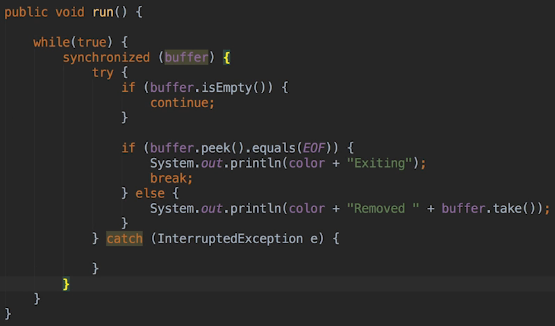 public void run() {
while(true) {
synchronized (buffer) {
try {
if (buffer.isEmpty()) {
continue;
}
if (buffer.peek().equals(EOF)) {
System.out.println(color + "Exiting");
break;
} else {
System.out.println(color + "Removed " + buffer.take());
}
} catch (InterruptedException e) {
}
}
}
}